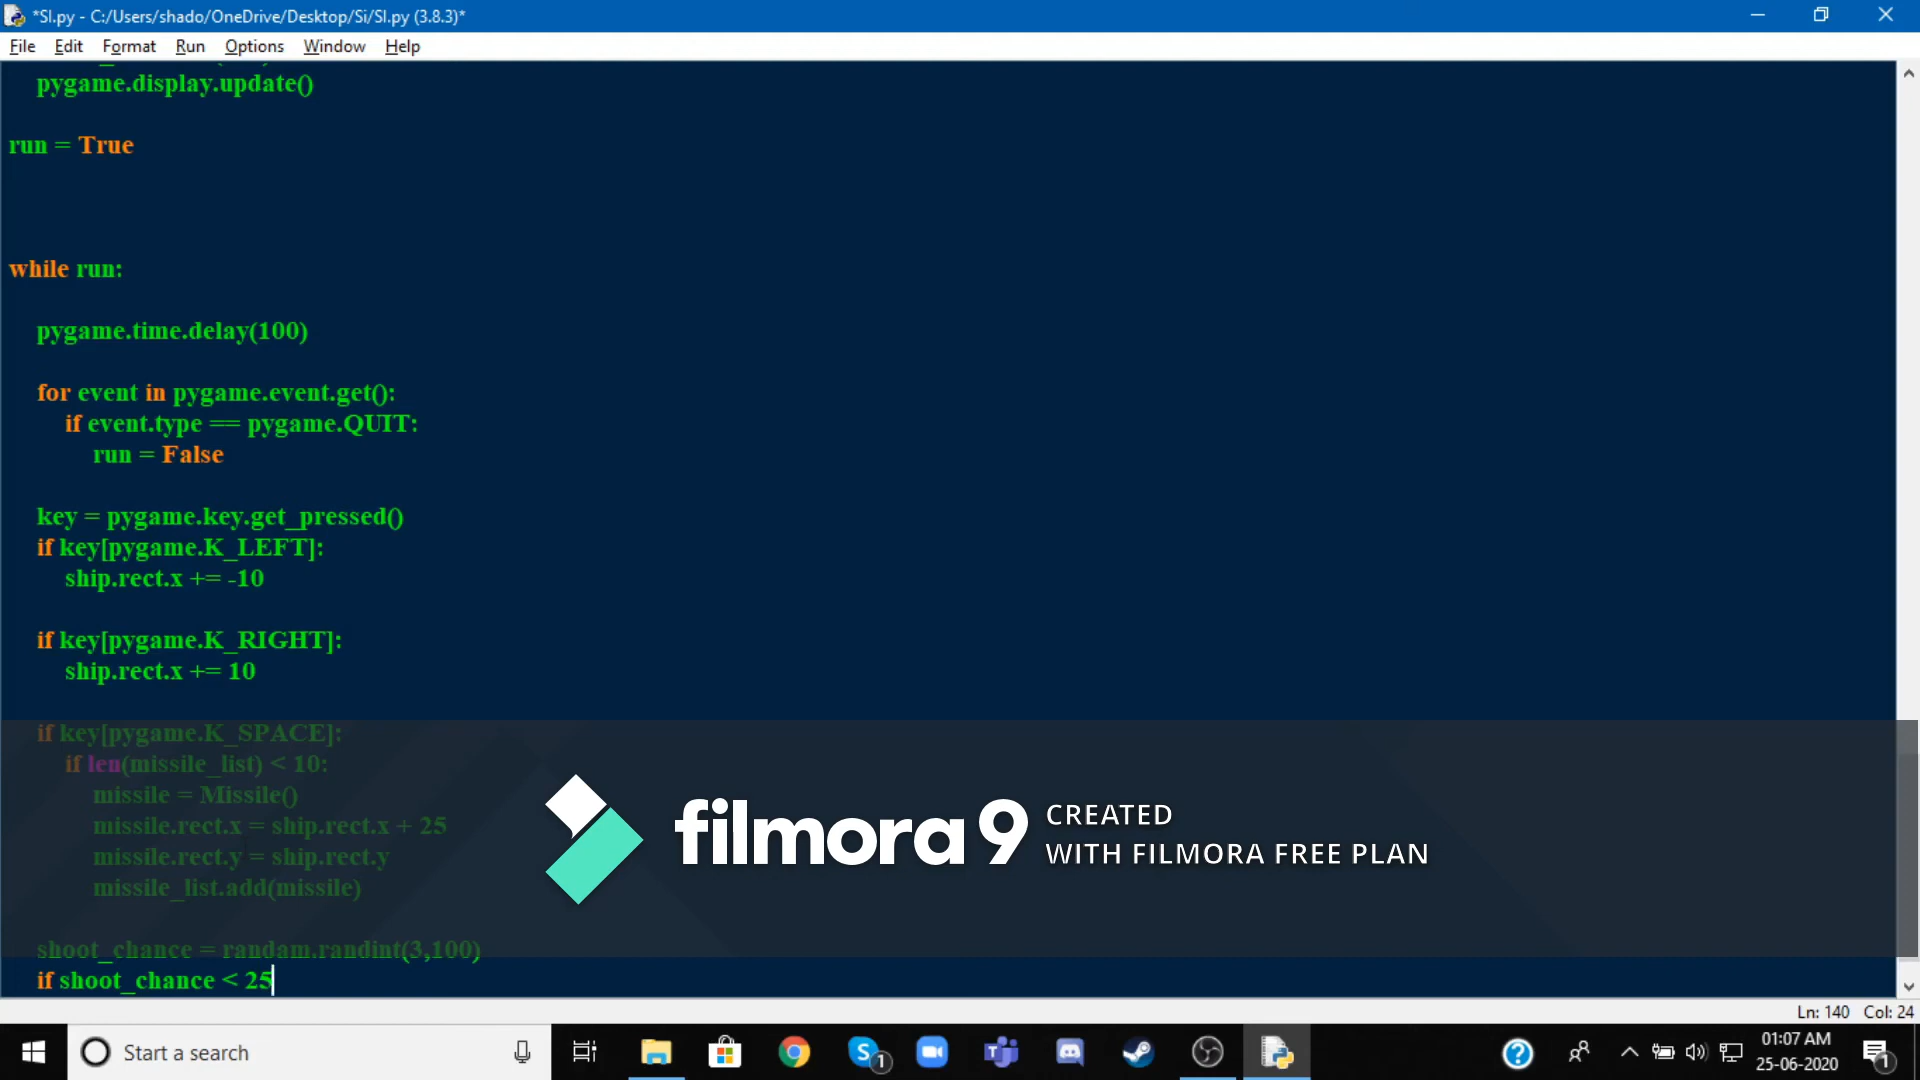 *SI.py - C:/Users/shado/OneDrive/Desktop/Si/SI.py (3.8.3)*
File Edit Format Run Options Window Help
pygame.display.update()
run = True
while run:
pygame.time.delay(100)
for event in pygame.event.get():
if event.type == pygame.QUIT:
run = False
key = pygame.key.get_pressed()
if key[pygame.K_LEFT]:
ship.rect.x += -10
if key[pygame.K_RIGHT]:
ship.rect.x += 10
if key[pygame.K_SPACE]:
if len(missile_list) < 10:
missile = Missile()
missile.rect.x = ship.rect.x + 25
missile.rect.y = ship.rect.y
missile_list.add(missile)
shoot_chance = randam.randint(3,100)
if shoot_chance < 25
filmora 9 CREATED
WITH FILMORA FREE PLAN
Ln: 140 Col: 24
Start a search
01:07 AM
25-06-2020